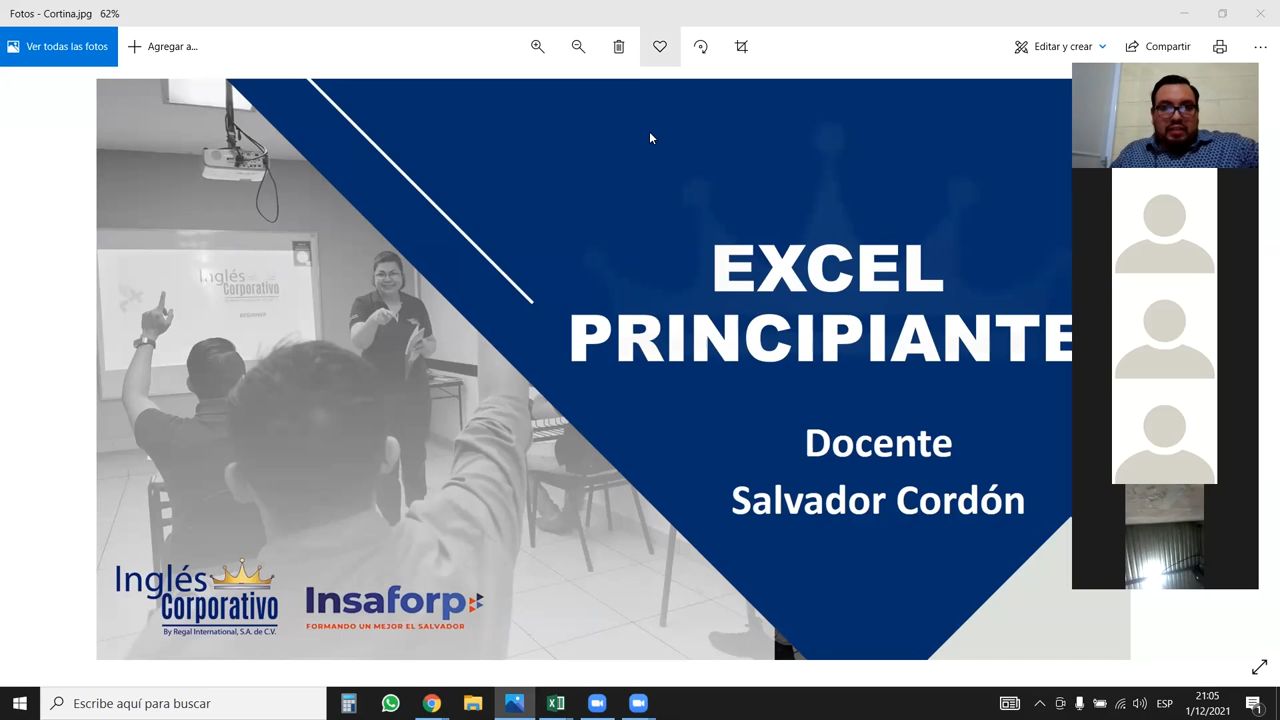 Fotos - Cortina.jpg 62%
Ver todas las fotos
Agregar a...
Editar y crear
Compartir
Inglés
Corporativo
BEGINNER
EXCEL
PRINCIPIANTE
Docente
Salvador Cordón
Inglés
Corporativo
By Regal International, S.A. de C.V.
Insaforp
FORMANDO UN MEJOR EL SALVADOR
Escribe aquí para buscar
ESP
21:05
1/12/2021
1